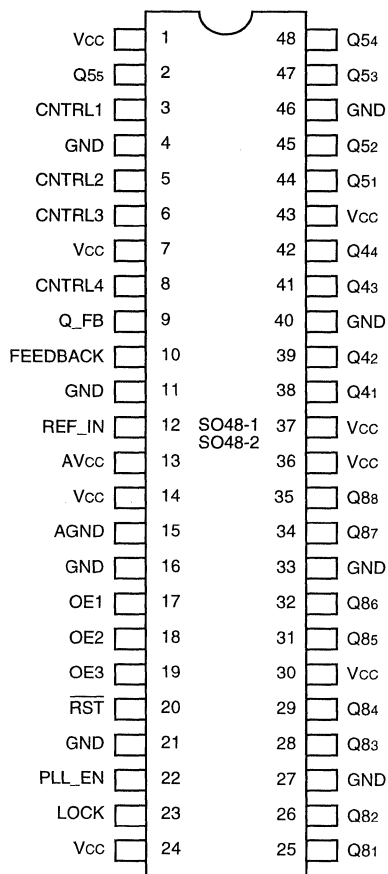 Vcc 1 48 Q54
Q55 2 47 Q53
CNTRL1 3 46 GND
GND 4 45 Q52
CNTRL2 5 44 Q51
CNTRL3 6 43 Vcc
Vcc 7 42 Q44
CNTRL4 8 41 Q43
Q_FB 9 40 GND
FEEDBACK 10 39 Q42
GND 11 38 Q41
REF_IN 12 SO48-1 37 Vcc
SO48-2
AVcc 13 36 Vcc
Vcc 14 35 Q88
AGND 15 34 Q87
GND 16 33 GND
OE1 17 32 Q86
OE2 18 31 Q85
OE3 19 30 Vcc
RST 20 29 Q84
GND 21 28 Q83
PLL_EN 22 27 GND
LOCK 23 26 Q82
Vcc 24 25 Q81